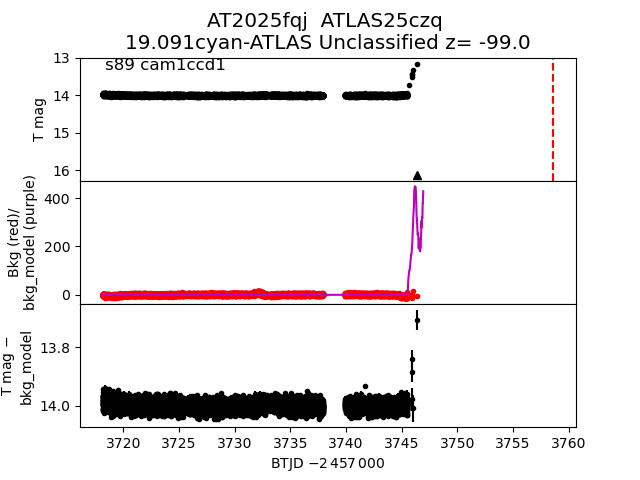 AT2025fqj  ATLAS25czq
19.091cyan-ATLAS Unclassified z= -99.0
s89 cam1ccd1
T mag
13
14
15
16
Bkg (red)/
bkg_model (purple)
400
200
0
T mag −
bkg_model
13.8
14.0
3720 3725 3730 3735 3740 3745 3750 3755 3760
BTJD −2 457 000